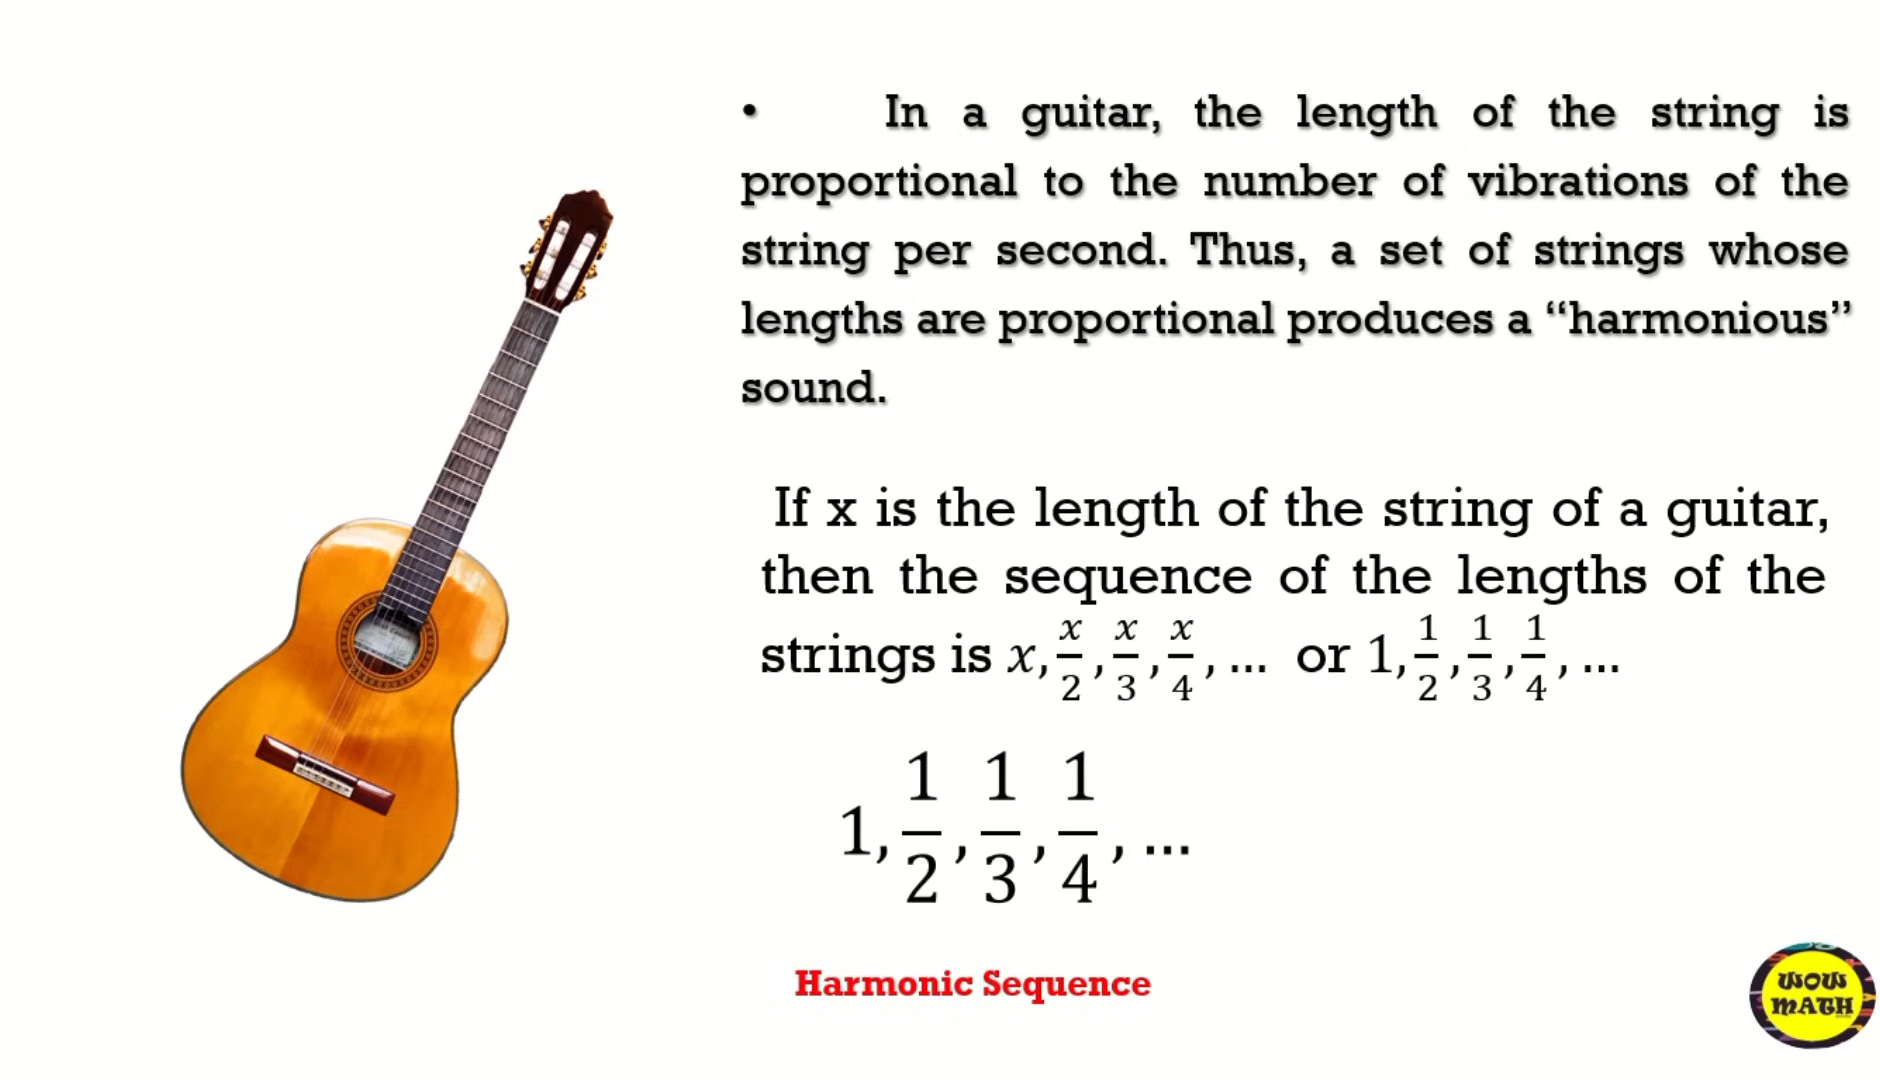 • In a guitar, the length of the string is
proportional to the number of vibrations of the
string per second. Thus, a set of strings whose
lengths are proportional produces a “harmonious”
sound.
If x is the length of the string of a guitar,
then the sequence of the lengths of the
strings is x, x/2, x/3, x/4, ... or 1, 1/2, 1/3, 1/4, ...
1, 1/2, 1/3, 1/4, ...
Harmonic Sequence
WOW
MATH